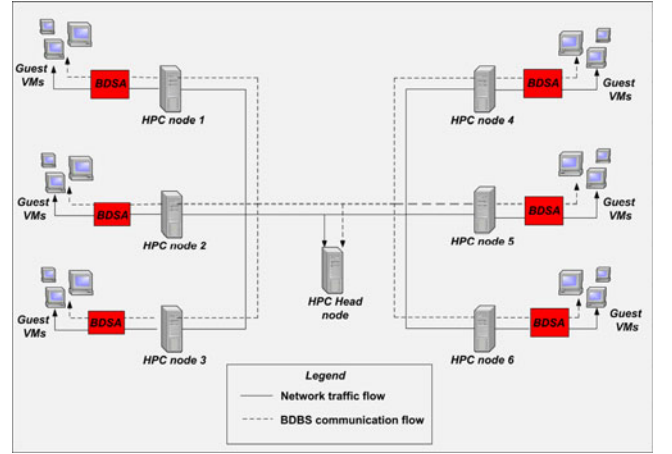 Guest
VMs
BDSA
HPC node 1
BDSA
Guest
VMs
HPC node 4
Guest
VMs
BDSA
HPC node 2
BDSA
Guest
VMs
HPC node 5
HPC Head
node
Guest
VMs
BDSA
HPC node 3
BDSA
Guest
VMs
HPC node 6
Legend
Network traffic flow
BDBS communication flow